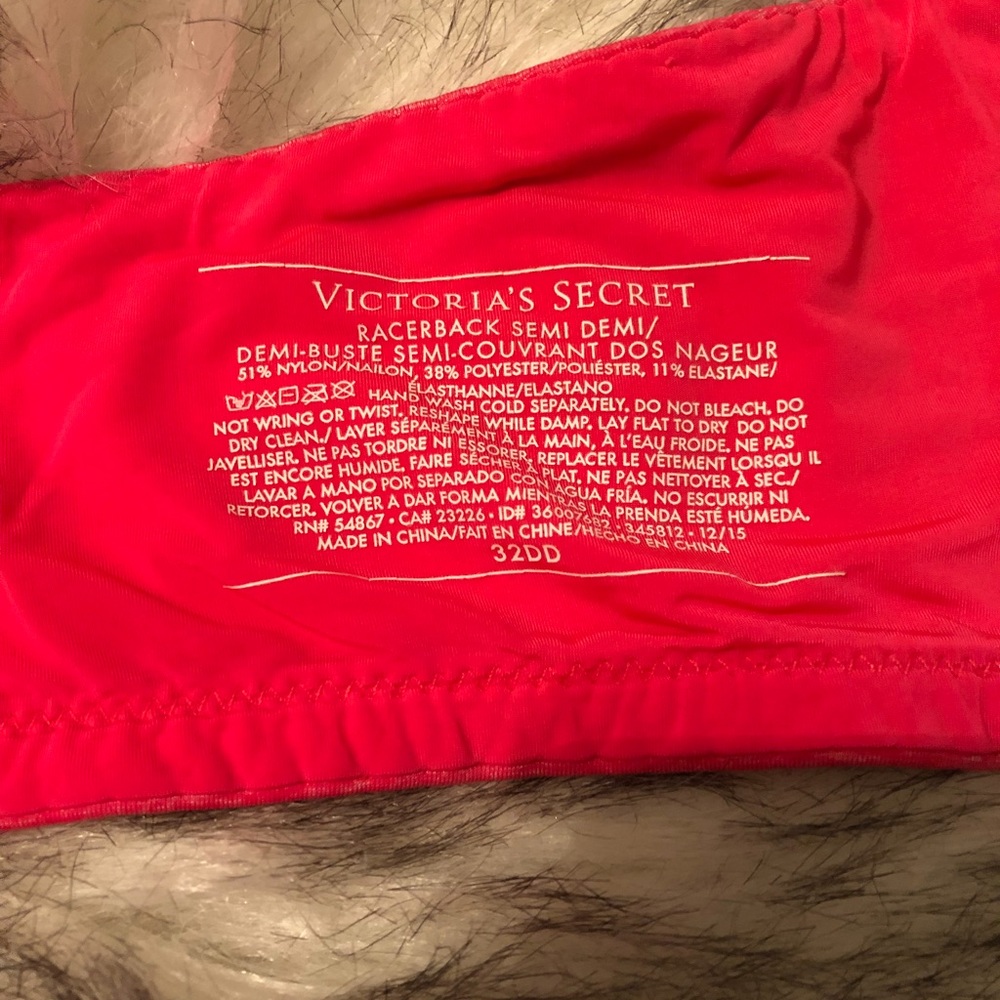 VICTORIA'S SECRET
RACERBACK SEMI DEMI/
DEMI-BUSTE SEMI-COUVRANT DOS NAGEUR
51% NYLON/NAILON, 38% POLYESTER/POLIÉSTER, 11% ELASTANE/
ÉLASTHANNE/ELASTANO
HAND WASH COLD SEPARATELY. DO NOT BLEACH. DO
NOT WRING OR TWIST. RESHAPE WHILE DAMP. LAY FLAT TO DRY DO NOT
DRY CLEAN./ LAVER SÉPARÉMENT À LA MAIN, À L'EAU FROIDE. NE PAS
JAVELLISER. NE PAS TORDRE NI ESSORER. REPLACER LE VÊTEMENT LORSQU IL
EST ENCORE HUMIDE. FAIRE SÉCHER À PLAT. NE PAS NETTOYER À SEC./
LAVAR A MANO POR SEPARADO CON AGUA FRÍA. NO ESCURRIR NI
RETORCER. VOLVER A DAR FORMA MIENTRAS LA PRENDA ESTÉ HÚMEDA.
RN# 54867 • CA# 23226 • ID# 36007682 • 345812 • 12/15
MADE IN CHINA/FAIT EN CHINE/HECHO EN CHINA
32DD